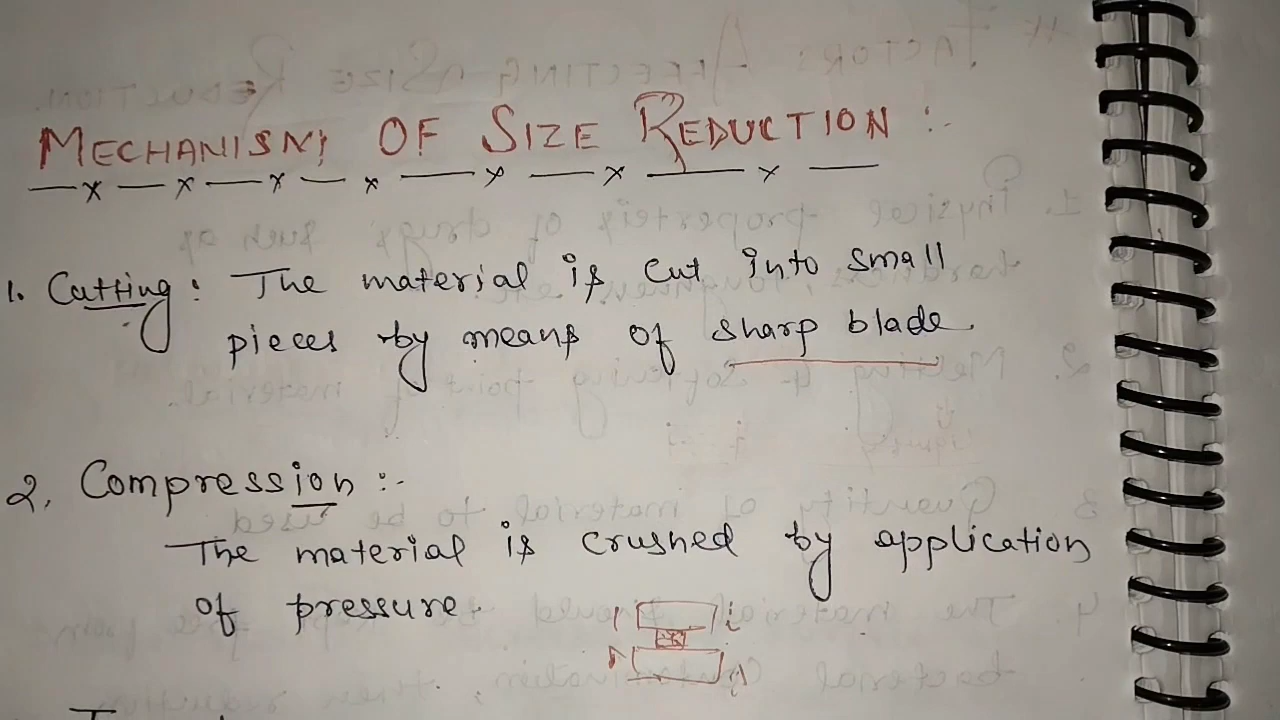 MECHANISM OF SIZE REDUCTION :-
1. Cutting : The material is cut into small
pieces by means of sharp blade.
2. Compression :-
The material is crushed by application
of pressure.